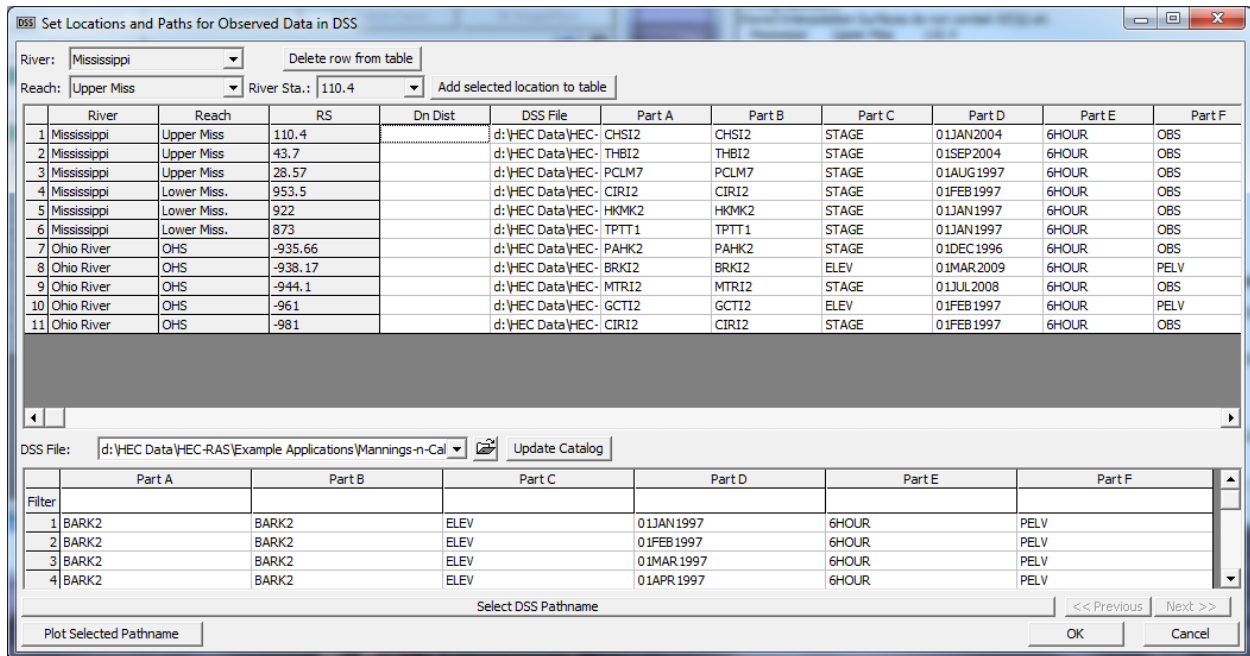 DSS Set Locations and Paths for Observed Data in DSS
River: Mississippi Delete row from table
Reach: Upper Miss River Sta.: 110.4 Add selected location to table
River Reach RS Dn Dist DSS File Part A Part B Part C Part D Part E Part F
1 Mississippi Upper Miss 110.4 d:\HEC Data\HEC- CHSI2 CHSI2 STAGE 01JAN2004 6HOUR OBS
2 Mississippi Upper Miss 43.7 d:\HEC Data\HEC- THBI2 THBI2 STAGE 01SEP2004 6HOUR OBS
3 Mississippi Upper Miss 28.57 d:\HEC Data\HEC- PCLM7 PCLM7 STAGE 01AUG1997 6HOUR OBS
4 Mississippi Lower Miss. 953.5 d:\HEC Data\HEC- CIRI2 CIRI2 STAGE 01FEB1997 6HOUR OBS
5 Mississippi Lower Miss. 922 d:\HEC Data\HEC- HKMK2 HKMK2 STAGE 01JAN1997 6HOUR OBS
6 Mississippi Lower Miss. 873 d:\HEC Data\HEC- TPTT1 TPTT1 STAGE 01JAN1997 6HOUR OBS
7 Ohio River OHS -935.66 d:\HEC Data\HEC- PAHK2 PAHK2 STAGE 01DEC1996 6HOUR OBS
8 Ohio River OHS -938.17 d:\HEC Data\HEC- BRKI2 BRKI2 ELEV 01MAR2009 6HOUR PELV
9 Ohio River OHS -944.1 d:\HEC Data\HEC- MTRI2 MTRI2 STAGE 01JUL2008 6HOUR OBS
10 Ohio River OHS -961 d:\HEC Data\HEC- GCTI2 GCTI2 ELEV 01FEB1997 6HOUR PELV
11 Ohio River OHS -981 d:\HEC Data\HEC- CIRI2 CIRI2 STAGE 01FEB1997 6HOUR OBS
DSS File: d:\HEC Data\HEC-RAS\Example Applications\Mannings-n-Cal Update Catalog
Part A Part B Part C Part D Part E Part F
Filter
1 BARK2 BARK2 ELEV 01JAN1997 6HOUR PELV
2 BARK2 BARK2 ELEV 01FEB1997 6HOUR PELV
3 BARK2 BARK2 ELEV 01MAR1997 6HOUR PELV
4 BARK2 BARK2 ELEV 01APR1997 6HOUR PELV
Select DSS Pathname << Previous Next >>
Plot Selected Pathname OK Cancel